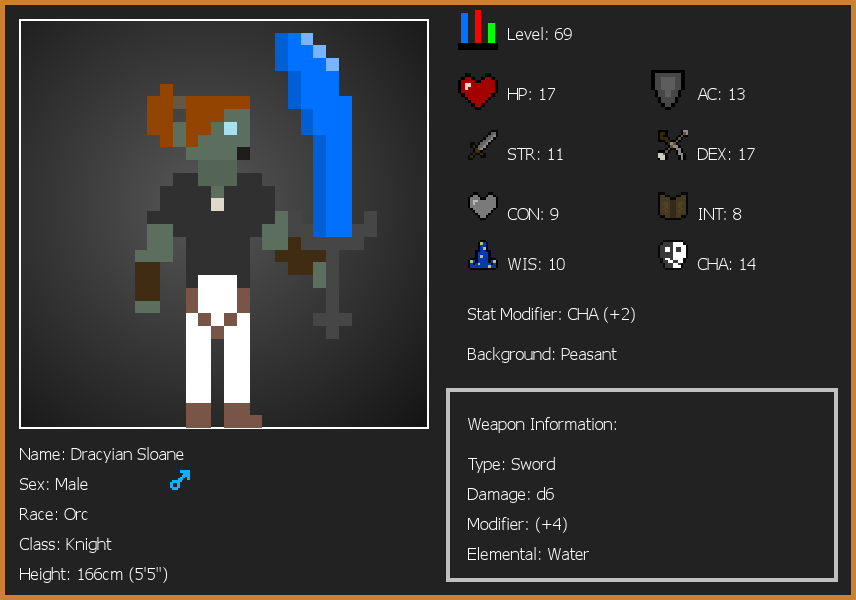 Level: 69
HP: 17
AC: 13
STR: 11
DEX: 17
CON: 9
INT: 8
WIS: 10
CHA: 14
Stat Modifier: CHA (+2)
Background: Peasant
Weapon Information:
Type: Sword
Damage: d6
Modifier: (+4)
Elemental: Water
Name: Dracyian Sloane
Sex: Male
Race: Orc
Class: Knight
Height: 166cm (5'5")